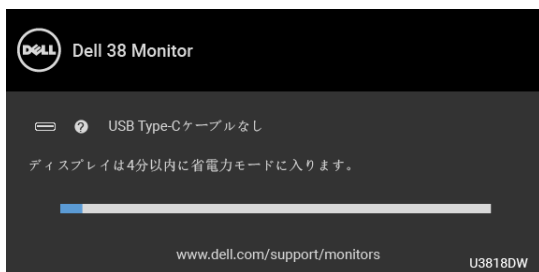 DELL
Dell 38 Monitor
USB Type-Cケーブルなし
ディスプレイは4分以内に省電力モードに入ります。
www.dell.com/support/monitors
U3818DW